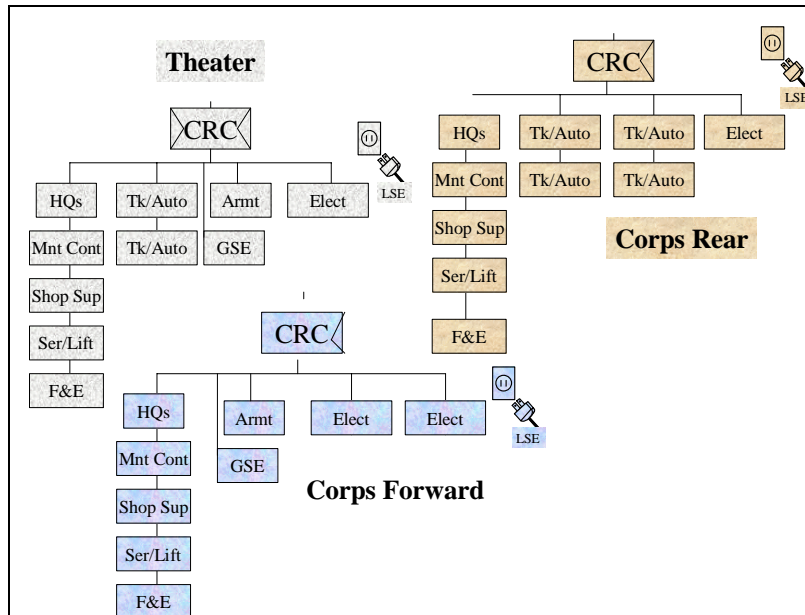 Theater
CRC
LSE
HQs
Tk/Auto
Armt
Elect
Mnt Cont
Tk/Auto
GSE
Shop Sup
Ser/Lift
F&E
CRC
LSE
HQs
Tk/Auto
Tk/Auto
Elect
Mnt Cont
Tk/Auto
Tk/Auto
Shop Sup
Corps Rear
Ser/Lift
F&E
CRC
LSE
HQs
Armt
Elect
Elect
Mnt Cont
GSE
Corps Forward
Shop Sup
Ser/Lift
F&E